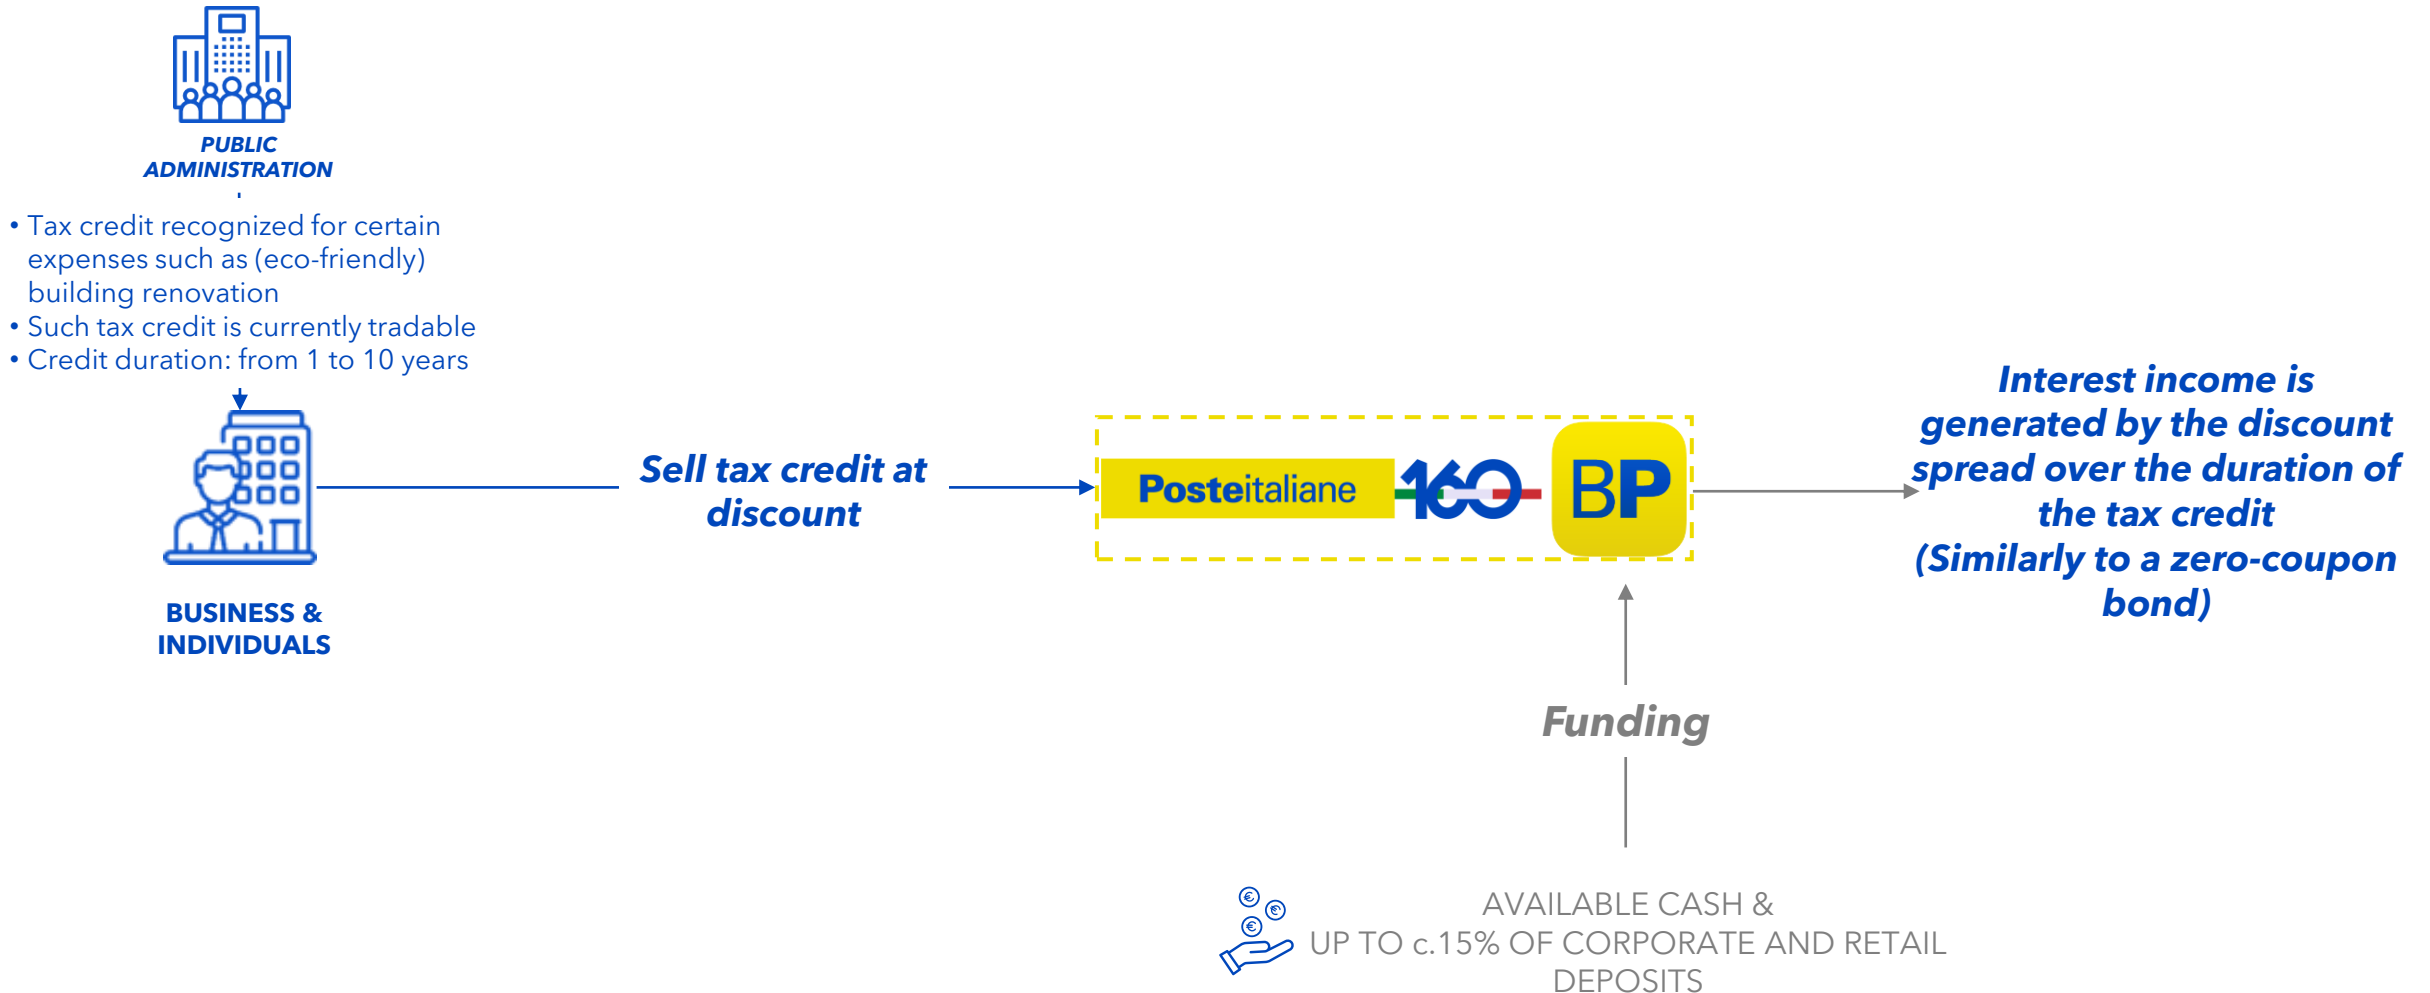 PUBLIC
ADMINISTRATION
• Tax credit recognized for certain
expenses such as (eco-friendly)
building renovation
• Such tax credit is currently tradable
• Credit duration: from 1 to 10 years
BUSINESS &
INDIVIDUALS
Sell tax credit at
discount
Posteitaliane 160 BP
Interest income is
generated by the discount
spread over the duration of
the tax credit
(Similarly to a zero-coupon
bond)
Funding
€
€
€
AVAILABLE CASH &
UP TO c.15% OF CORPORATE AND RETAIL
DEPOSITS